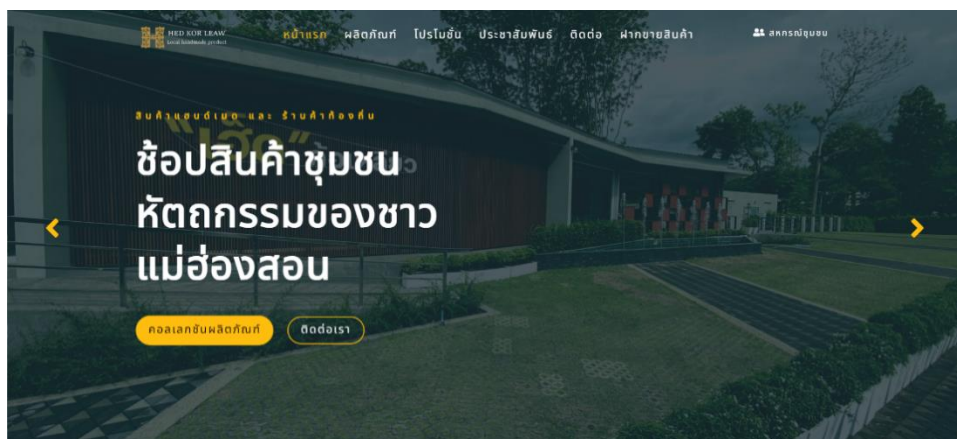 HED KOR LEAW
Local handmade product
หน้าแรก ผลิตภัณฑ์ โปรโมชั่น ประชาสัมพันธ์ ติดต่อ ฝากขายสินค้า
สหกรณ์ชุมชน
สินค้าแฮนด์เมด และ ร้านค้าท้องถิ่น
ช้อปสินค้าชุมชน
หัตถกรรมของชาว
แม่ฮ่องสอน
คอลเลกชันผลิตภัณฑ์ ติดต่อเรา